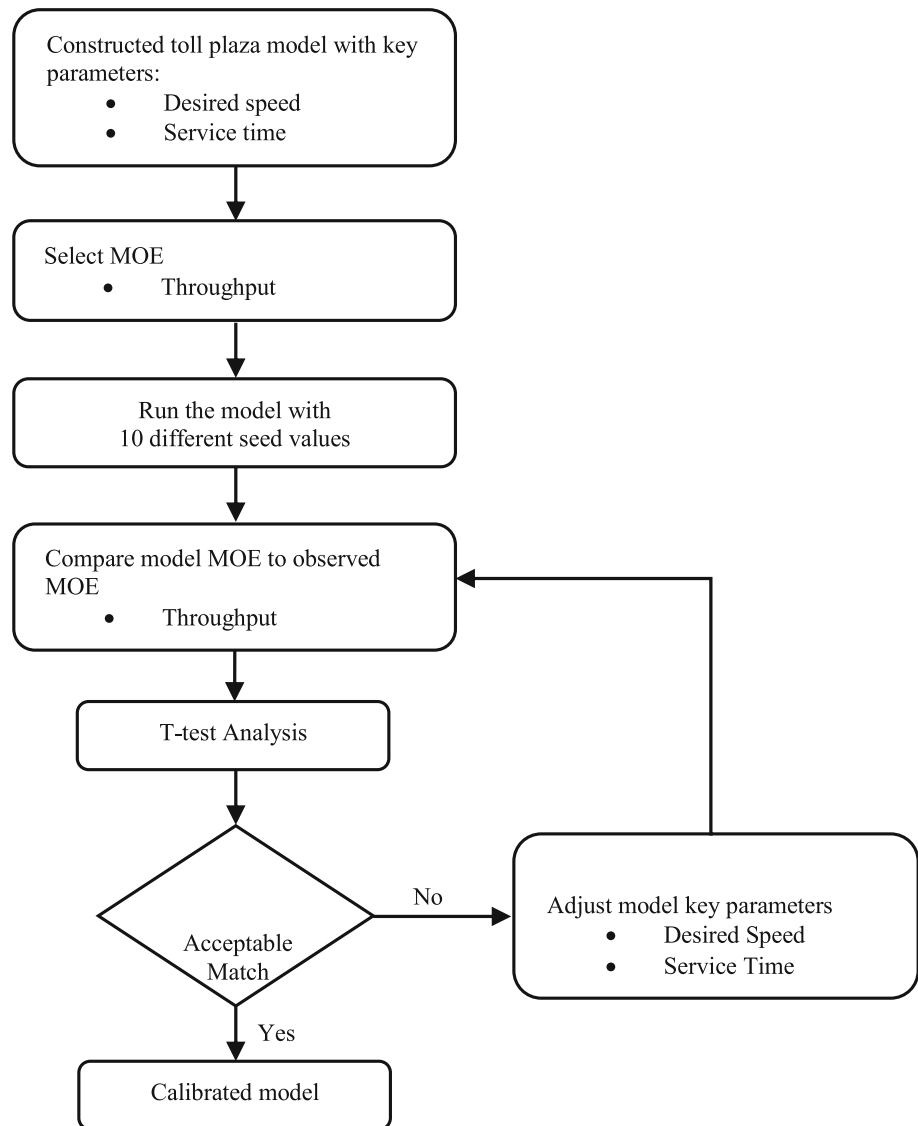 Constructed toll plaza model with key
parameters:
• Desired speed
• Service time
Select MOE
• Throughput
Run the model with
10 different seed values
Compare model MOE to observed
MOE
• Throughput
T-test Analysis
Acceptable
Match
No
Adjust model key parameters
• Desired Speed
• Service Time
Yes
Calibrated model